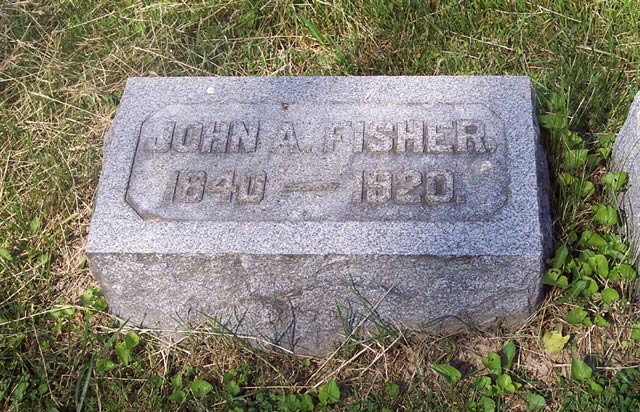 JOHN A. FISHER.
1840 — 1920.